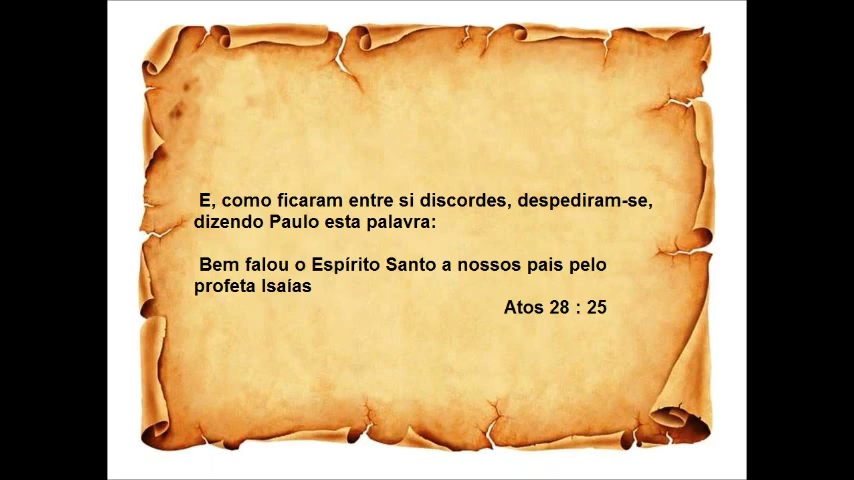 E, como ficaram entre si discordes, despediram-se,
dizendo Paulo esta palavra:
Bem falou o Espírito Santo a nossos pais pelo
profeta Isaías
Atos 28 : 25